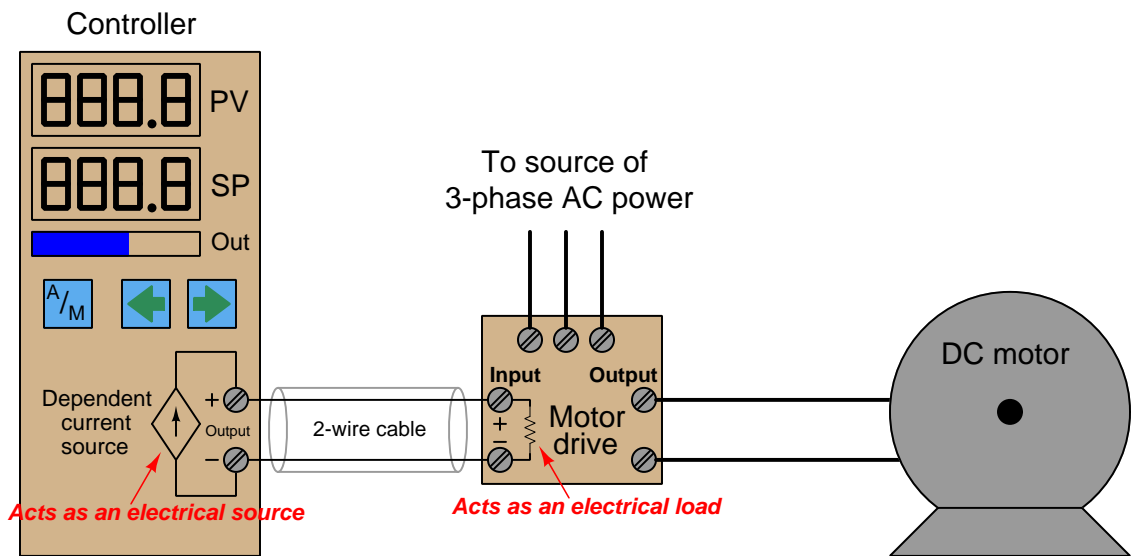 Controller
888.8 PV
888.8 SP
Out
A/M
Dependent
current
source
+
Output
−
Acts as an electrical source
2-wire cable
To source of
3-phase AC power
Input
Output
+
−
Motor
drive
Acts as an electrical load
DC motor